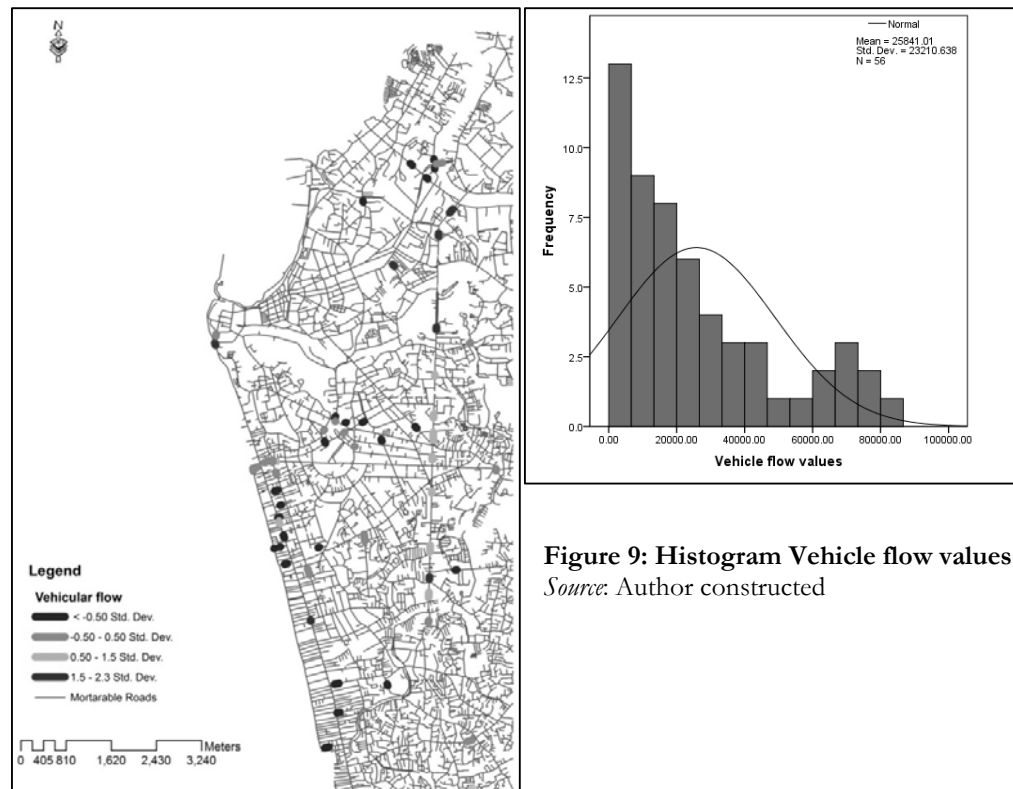 N
Legend
Vehicular flow
< -0.50 Std. Dev.
-0.50 - 0.50 Std. Dev.
0.50 - 1.5 Std. Dev.
1.5 - 2.3 Std. Dev.
Mortarable Roads
Meters
0 405 810 1,620 2,430 3,240
Normal
Mean = 25841.01
Std. Dev. = 23210.638
N = 56
Frequency
12.5
10.0
7.5
5.0
2.5
0.0
0.00 20000.00 40000.00 60000.00 80000.00 100000.00
Vehicle flow values
Figure 9: Histogram Vehicle flow values
Source: Author constructed